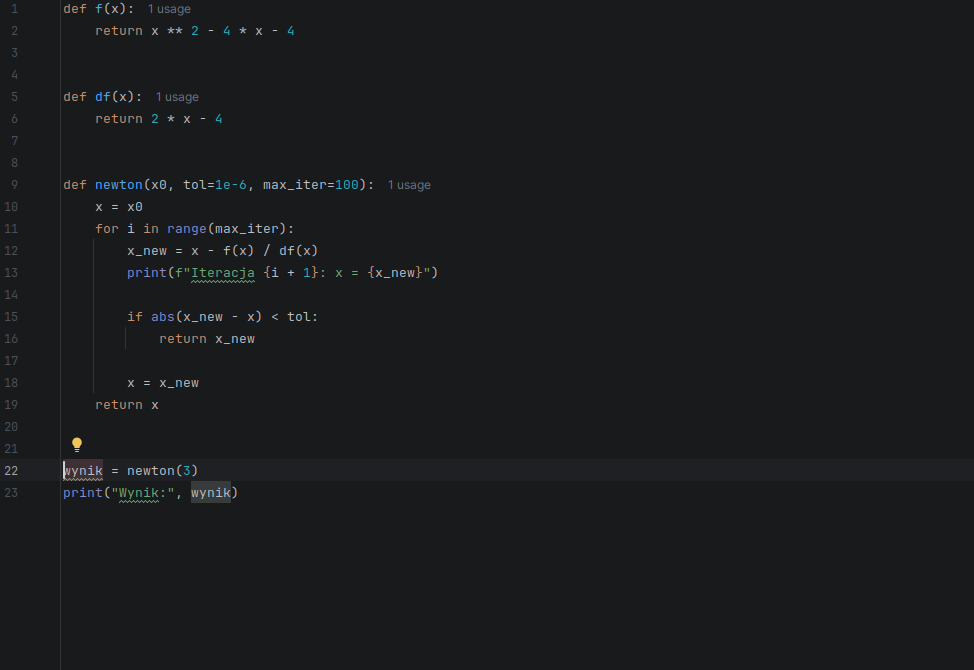 1 def f(x): 1 usage
2     return x ** 2 - 4 * x - 4
3
4
5 def df(x): 1 usage
6     return 2 * x - 4
7
8
9 def newton(x0, tol=1e-6, max_iter=100): 1 usage
10     x = x0
11     for i in range(max_iter):
12         x_new = x - f(x) / df(x)
13         print(f"Iteracja {i + 1}: x = {x_new}")
14
15         if abs(x_new - x) < tol:
16             return x_new
17
18         x = x_new
19     return x
20
21
22 wynik = newton(3)
23 print("Wynik:", wynik)